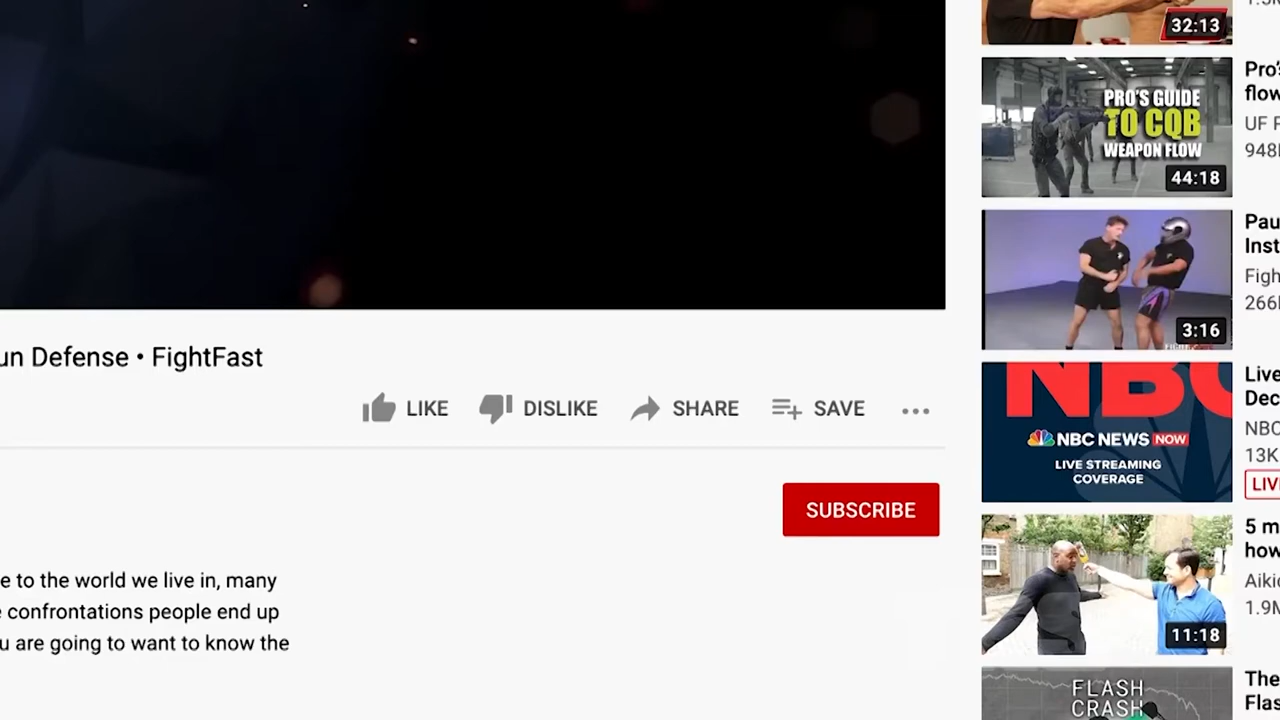 un Defense • FightFast
LIKE
DISLIKE
SHARE
SAVE
SUBSCRIBE
e to the world we live in, many
confrontations people end up
u are going to want to know the
32:13
PRO'S GUIDE
TO CQB
WEAPON FLOW
44:18
Pro's
flow
UF F
948K
3:16
Pau
Inst
Figh
266
NBC
NBC NEWS NOW
LIVE STREAMING
COVERAGE
Live
Dec
NBC
13K
LIV
11:18
5 m
how
Aikid
1.9M
FLASH
CRASH
The
Flas